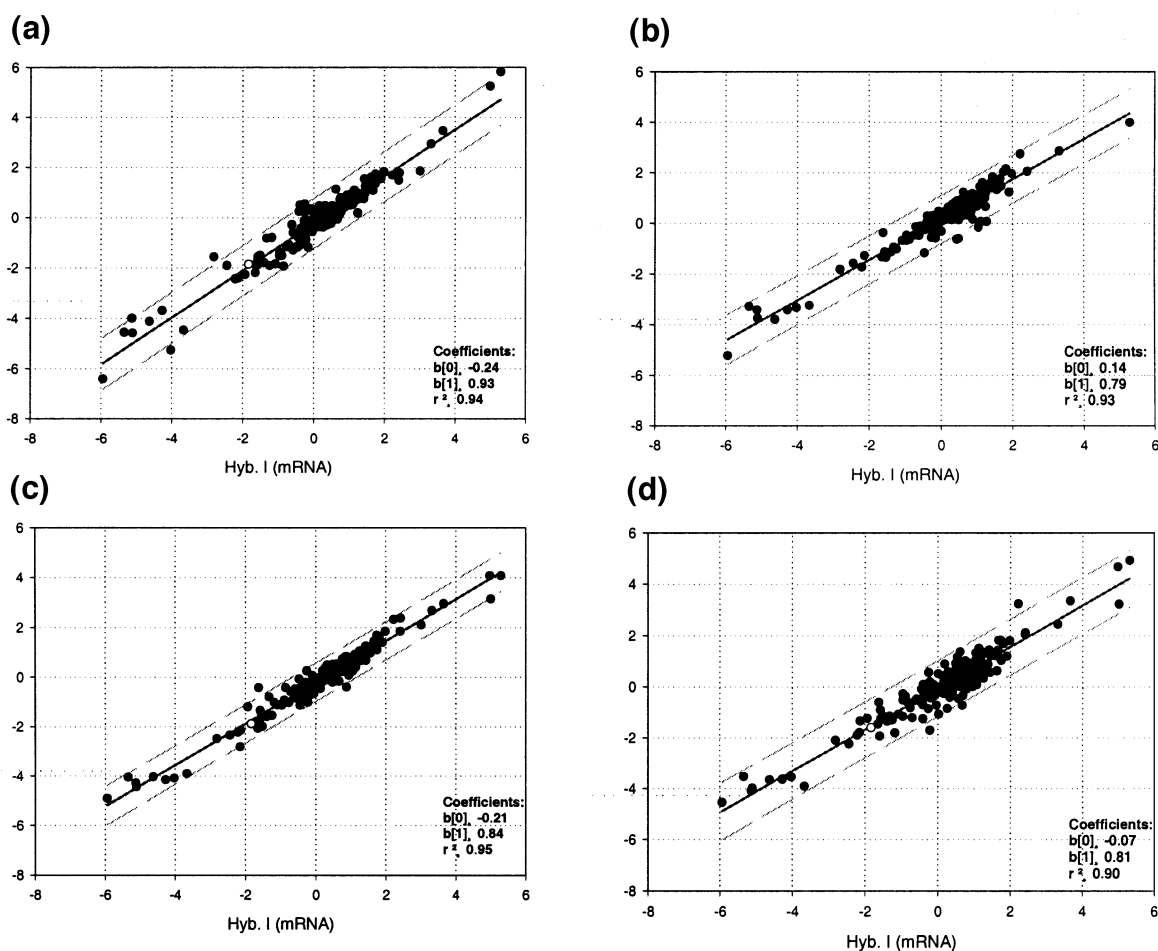 (a)
6
4
2
0
-2
-4
-6
-8
-8 -6 -4 -2 0 2 4 6
Coefficients:
b[0], -0.24
b[1], 0.93
r ², 0.94
Hyb. I (mRNA)
(b)
6
4
2
0
-2
-4
-6
-8
-8 -6 -4 -2 0 2 4 6
Coefficients:
b[0], 0.14
b[1], 0.79
r ², 0.93
Hyb. I (mRNA)
(c)
6
4
2
0
-2
-4
-6
-8
-8 -6 -4 -2 0 2 4 6
Coefficients:
b[0], -0.21
b[1], 0.84
r ², 0.95
Hyb. I (mRNA)
(d)
6
4
2
0
-2
-4
-6
-8
-8 -6 -4 -2 0 2 4 6
Coefficients:
b[0], -0.07
b[1], 0.81
r ², 0.90
Hyb. I (mRNA)